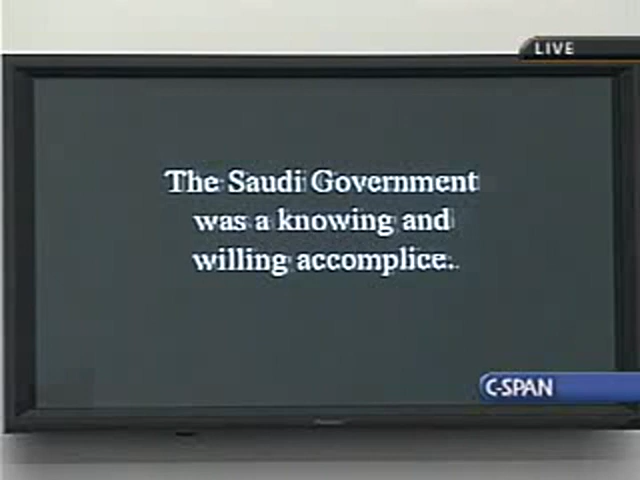 LIVE
The Saudi Government
was a knowing and
willing accomplice.
C-SPAN